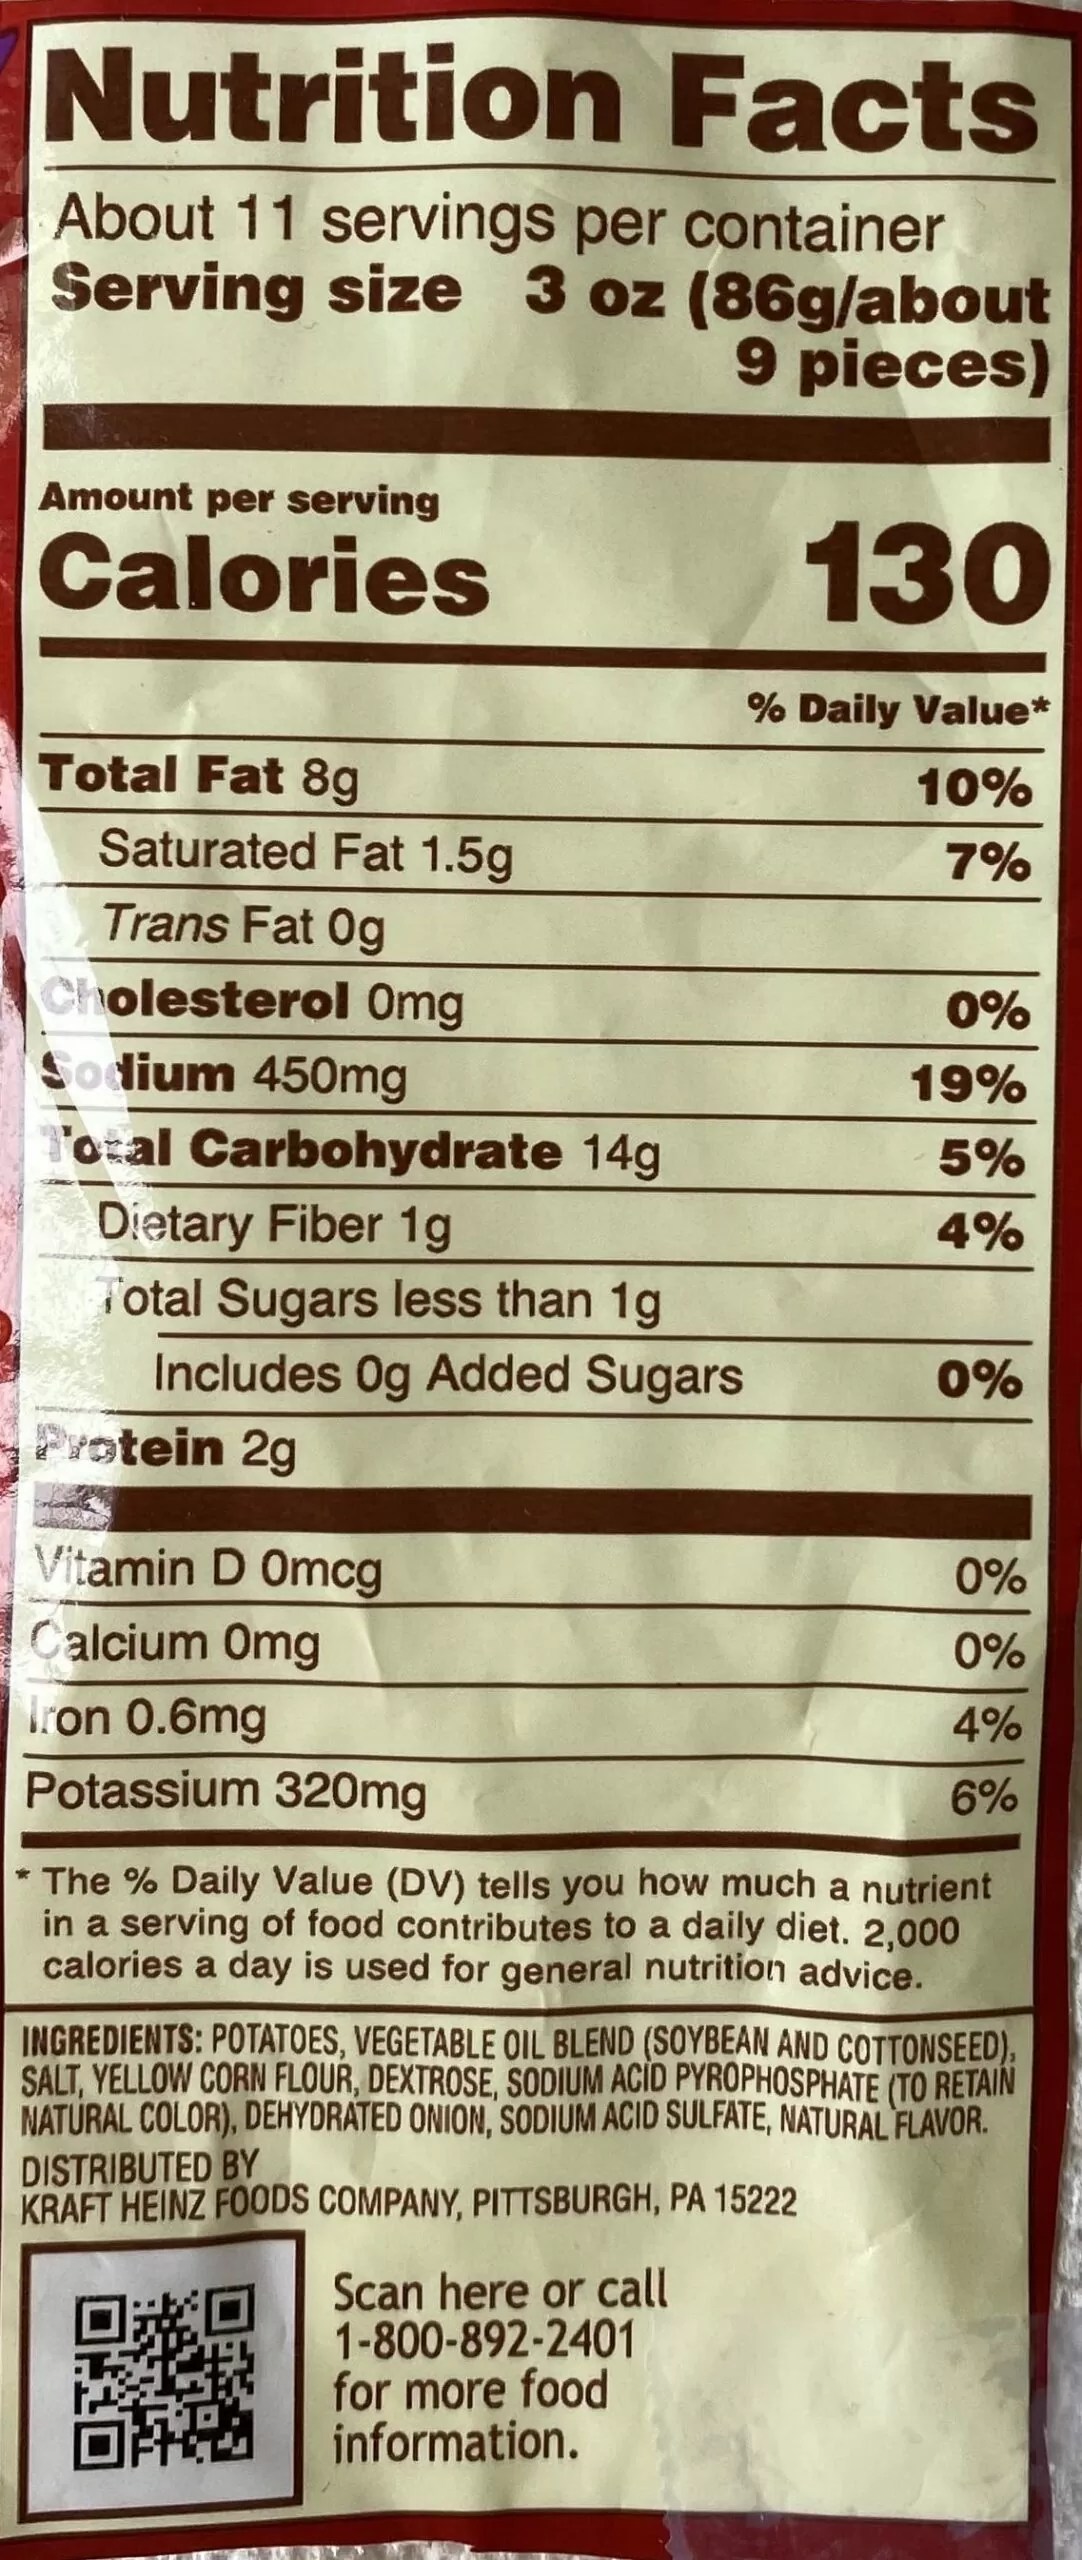 Nutrition Facts
About 11 servings per container
Serving size 3 oz (86g/about
9 pieces)
Amount per serving
Calories 130
% Daily Value*
Total Fat 8g 10%
Saturated Fat 1.5g 7%
Trans Fat 0g
Cholesterol 0mg 0%
Sodium 450mg 19%
Total Carbohydrate 14g 5%
Dietary Fiber 1g 4%
Total Sugars less than 1g
Includes 0g Added Sugars 0%
Protein 2g
Vitamin D 0mcg 0%
Calcium 0mg 0%
Iron 0.6mg 4%
Potassium 320mg 6%
* The % Daily Value (DV) tells you how much a nutrient
in a serving of food contributes to a daily diet. 2,000
calories a day is used for general nutrition advice.
INGREDIENTS: POTATOES, VEGETABLE OIL BLEND (SOYBEAN AND COTTONSEED),
SALT, YELLOW CORN FLOUR, DEXTROSE, SODIUM ACID PYROPHOSPHATE (TO RETAIN
NATURAL COLOR), DEHYDRATED ONION, SODIUM ACID SULFATE, NATURAL FLAVOR.
DISTRIBUTED BY
KRAFT HEINZ FOODS COMPANY, PITTSBURGH, PA 15222
Scan here or call
1-800-892-2401
for more food
information.